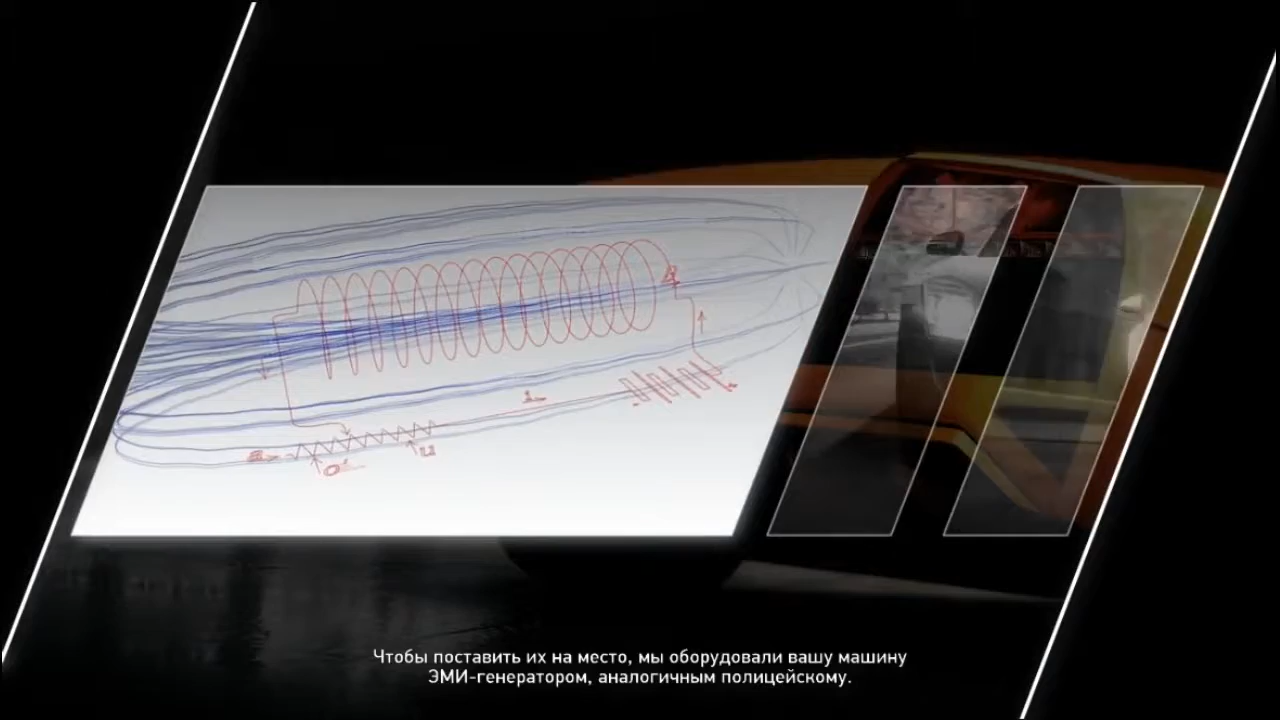 Чтобы поставить их на место, мы оборудовали вашу машину
ЭМИ-генератором, аналогичным полицейскому.